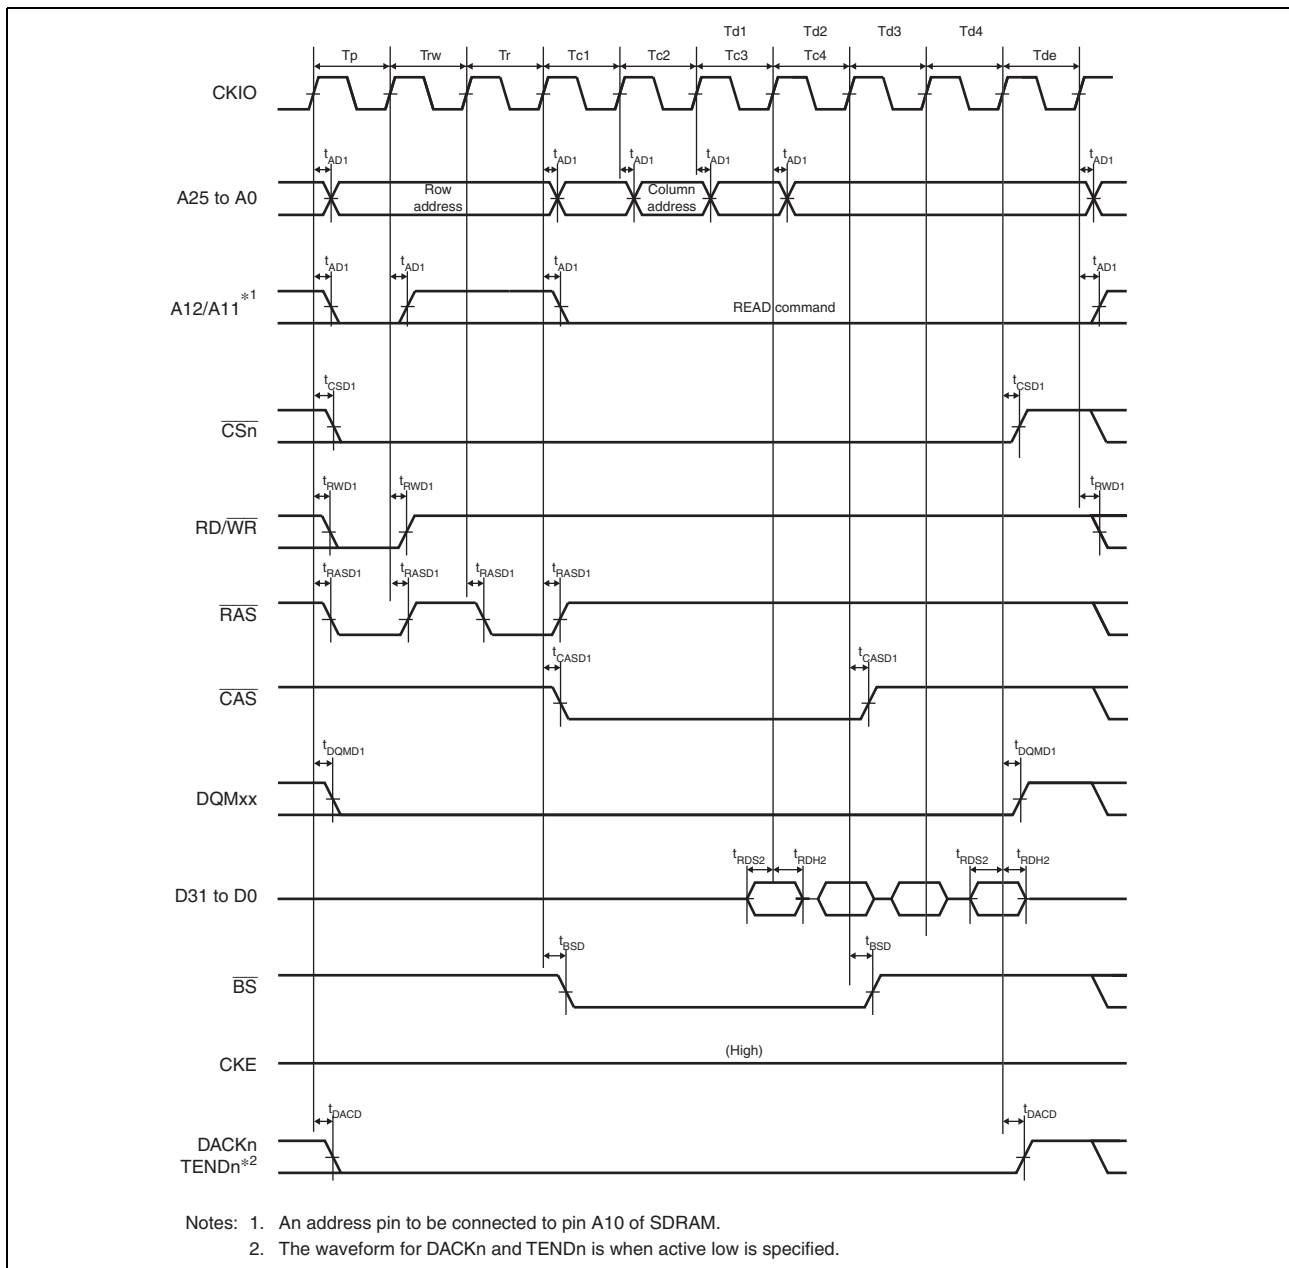 Td1 Td2 Td3 Td4
Tp Trw Tr Tc1 Tc2 Tc3 Tc4 Tde
CKIO
tAD1 tAD1 tAD1 tAD1 tAD1 tAD1
A25 to A0
Row address
Column address
tAD1 tAD1 tAD1 tAD1
A12/A11*1
READ command
tCSD1 tCSD1
CSn
tRWD1 tRWD1 tRWD1
RD/WR
tRASD1 tRASD1 tRASD1 tRASD1
RAS
tCASD1 tCASD1
CAS
tDQMD1 tDQMD1
DQMxx
tRDS2 tRDH2 tRDS2 tRDH2
D31 to D0
tBSD tBSD
BS
(High)
CKE
tDACD tDACD
DACKn
TENDn*2
Notes: 1. An address pin to be connected to pin A10 of SDRAM.
2. The waveform for DACKn and TENDn is when active low is specified.